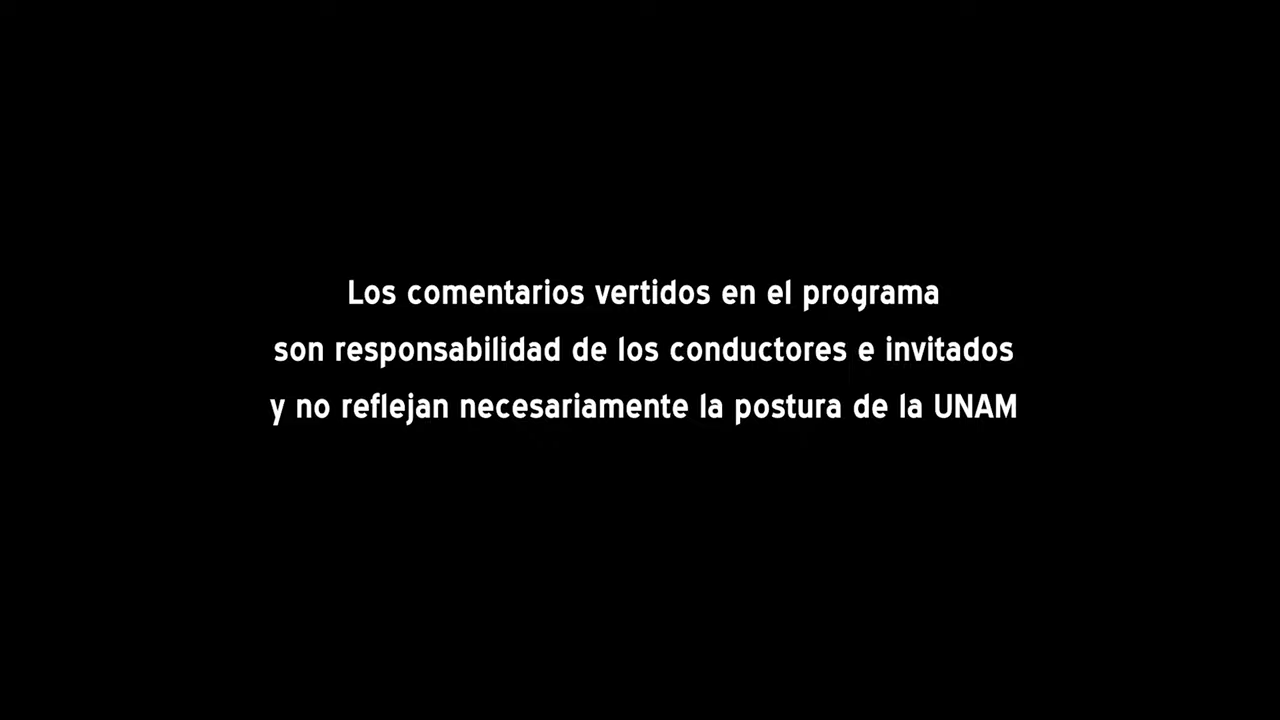 Los comentarios vertidos en el programa
son responsabilidad de los conductores e invitados
y no reflejan necesariamente la postura de la UNAM